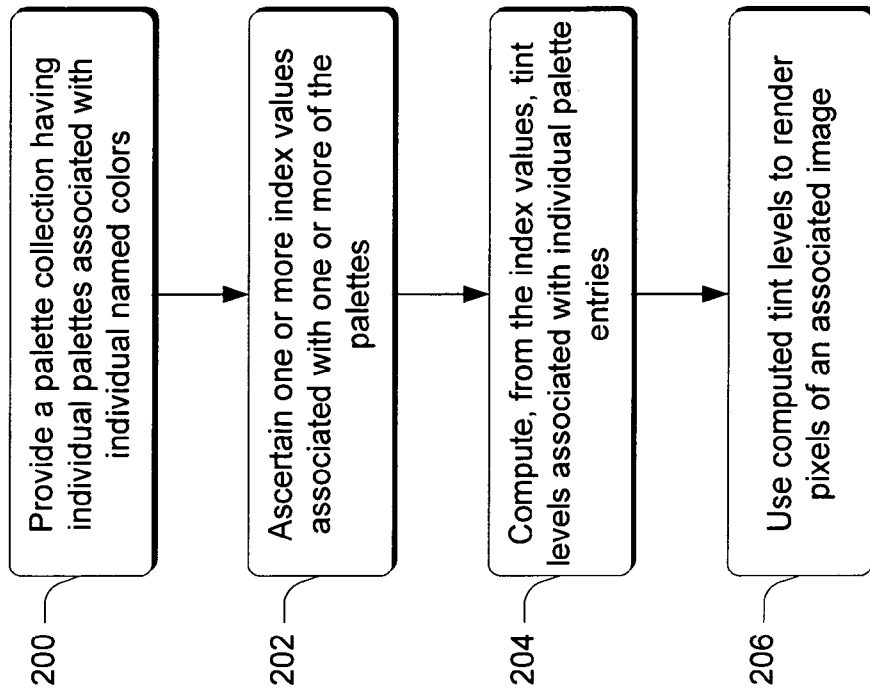 200
Provide a palette collection having
individual palettes associated with
individual named colors
202
Ascertain one or more index values
associated with one or more of the
palettes
204
Compute, from the index values, tint
levels associated with individual palette
entries
206
Use computed tint levels to render
pixels of an associated image